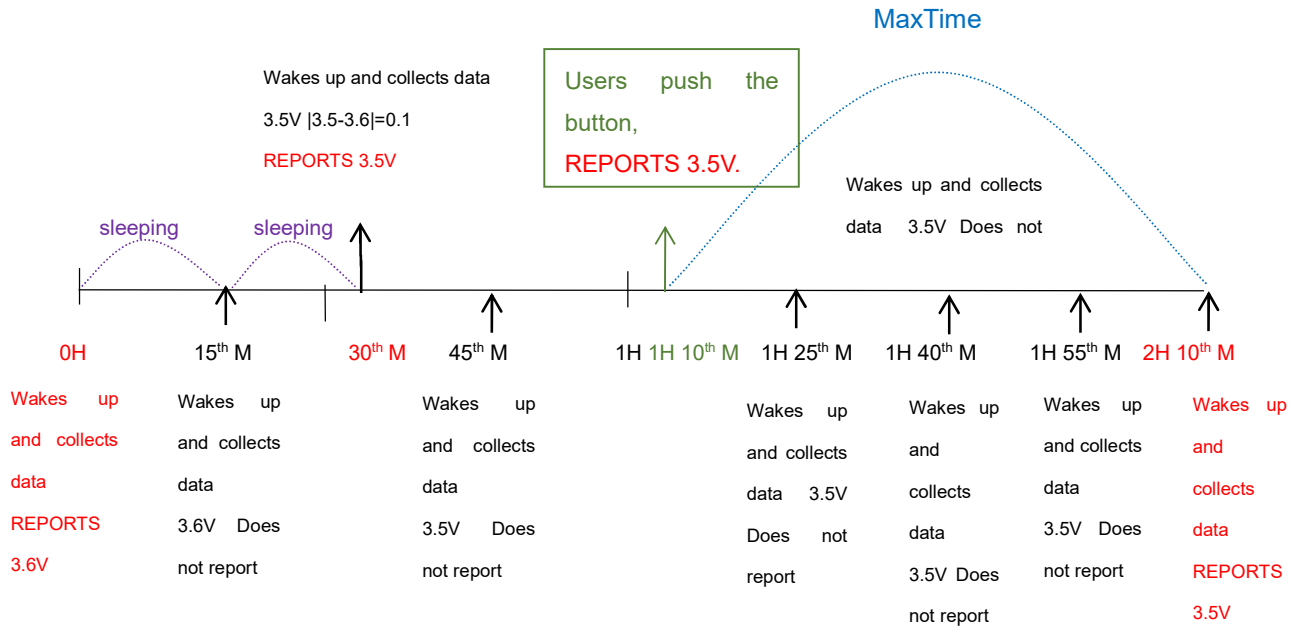 MaxTime
Wakes up and collects data
3.5V |3.5-3.6|=0.1
REPORTS 3.5V
Users push the
button,
REPORTS 3.5V.
Wakes up and collects
data 3.5V Does not
sleeping
sleeping
0H
15th M
30th M
45th M
1H
1H 10th M
1H 25th M
1H 40th M
1H 55th M
2H 10th M
Wakes up
and collects
data
REPORTS
3.6V
Wakes up
and collects
data
3.6V Does
not report
Wakes up
and collects
data
3.5V Does
not report
Wakes up
and collects
data 3.5V
Does not
report
Wakes up
and
collects
data
3.5V Does
not report
Wakes up
and collects
data
3.5V Does
not report
Wakes up
and
collects
data
REPORTS
3.5V